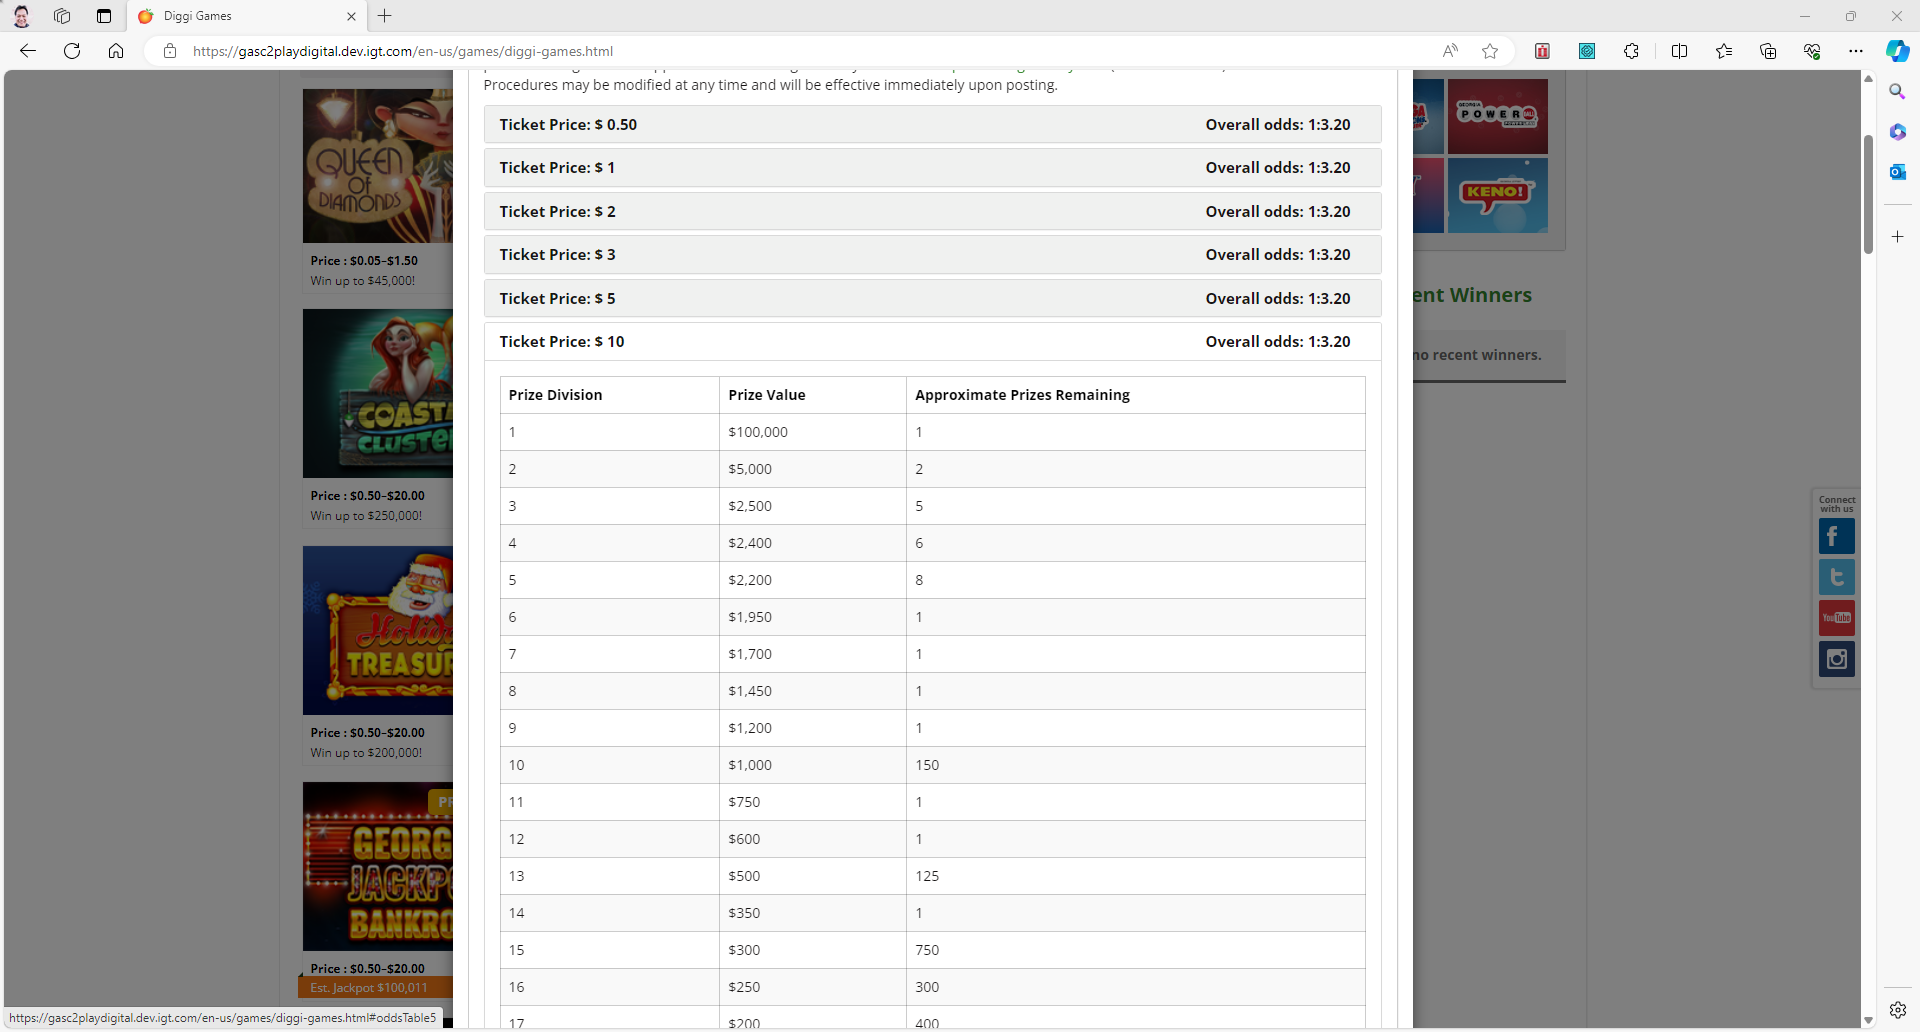 Diggi Games
https://gasc2playdigital.dev.igt.com/en-us/games/diggi-games.html
Procedures may be modified at any time and will be effective immediately upon posting.
Ticket Price: $ 0.50 Overall odds: 1:3.20
Ticket Price: $ 1 Overall odds: 1:3.20
Ticket Price: $ 2 Overall odds: 1:3.20
Ticket Price: $ 3 Overall odds: 1:3.20
Ticket Price: $ 5 Overall odds: 1:3.20
Ticket Price: $ 10 Overall odds: 1:3.20
Prize Division Prize Value Approximate Prizes Remaining
1 $100,000 1
2 $5,000 2
3 $2,500 5
4 $2,400 6
5 $2,200 8
6 $1,950 1
7 $1,700 1
8 $1,450 1
9 $1,200 1
10 $1,000 150
11 $750 1
12 $600 1
13 $500 125
14 $350 1
15 $300 750
16 $250 300
17 $200 400
QUEEN
OF
DIAMONDS
Price : $0.05-$1.50
Win up to $45,000!
COASTA
CLUSTE
Price : $0.50-$20.00
Win up to $250,000!
Holid
TREASUR
Price : $0.50-$20.00
Win up to $200,000!
PR
GEORG
JACKP
BANKRO
Price : $0.50-$20.00
Est. Jackpot $100,011
GEORGIA
POWER
KENO!
ent Winners
no recent winners.
Connect
with us
YouTube
https://gasc2playdigital.dev.igt.com/en-us/games/diggi-games.html#oddsTable5